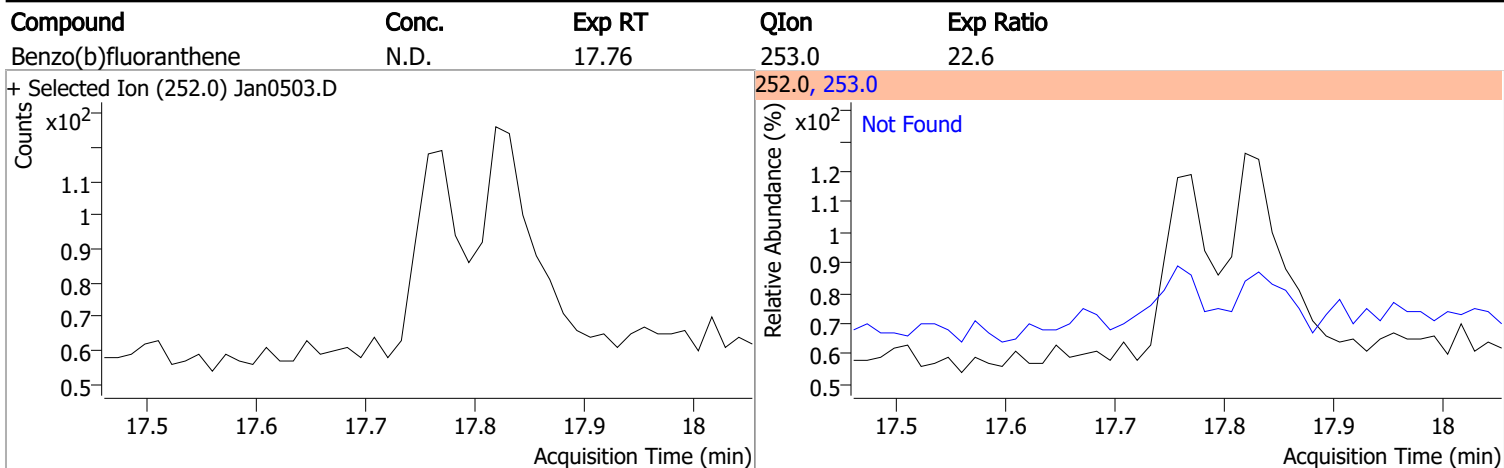 Compound Conc. Exp RT QIon Exp Ratio
Benzo(b)fluoranthene N.D. 17.76 253.0 22.6
+ Selected Ion (252.0) Jan0503.D
Counts
x10²
1.1
1
0.9
0.8
0.7
0.6
0.5
17.5 17.6 17.7 17.8 17.9 18
Acquisition Time (min)
252.0, 253.0
Relative Abundance (%)
x10²
Not Found
1.2
1.1
1
0.9
0.8
0.7
0.6
0.5
17.5 17.6 17.7 17.8 17.9 18
Acquisition Time (min)